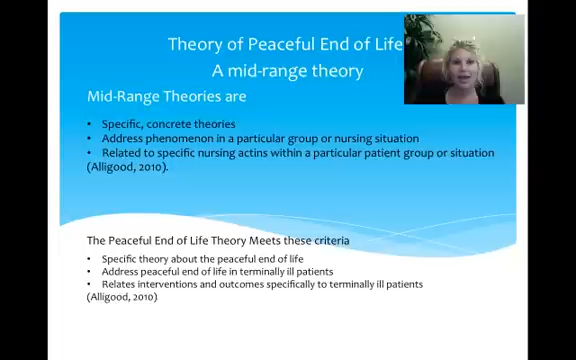 Theory of Peaceful End of Life
A mid-range theory
Mid-Range Theories are
• Specific, concrete theories
• Address phenomenon in a particular group or nursing situation
• Related to specific nursing actins within a particular patient group or situation
(Alligood, 2010).
The Peaceful End of Life Theory Meets these criteria
• Specific theory about the peaceful end of life
• Address peaceful end of life in terminally ill patients
• Relates interventions and outcomes specifically to terminally ill patients
(Alligood, 2010)